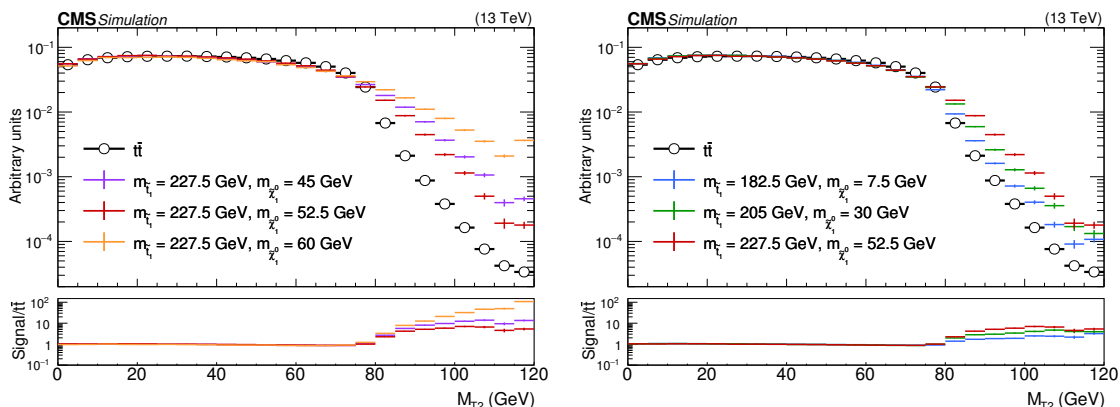 CMS Simulation (13 TeV)
Arbitrary units
10⁻¹
10⁻²
10⁻³
10⁻⁴
tt̄
m_t̃₁ = 227.5 GeV, m_χ̃₁⁰ = 45 GeV
m_t̃₁ = 227.5 GeV, m_χ̃₁⁰ = 52.5 GeV
m_t̃₁ = 227.5 GeV, m_χ̃₁⁰ = 60 GeV
Signal/tt̄
10²
10
1
10⁻¹
0 20 40 60 80 100 120
M_T2 (GeV)
CMS Simulation (13 TeV)
Arbitrary units
10⁻¹
10⁻²
10⁻³
10⁻⁴
tt̄
m_t̃₁ = 182.5 GeV, m_χ̃₁⁰ = 7.5 GeV
m_t̃₁ = 205 GeV, m_χ̃₁⁰ = 30 GeV
m_t̃₁ = 227.5 GeV, m_χ̃₁⁰ = 52.5 GeV
Signal/tt̄
10²
10
1
10⁻¹
0 20 40 60 80 100 120
M_T2 (GeV)